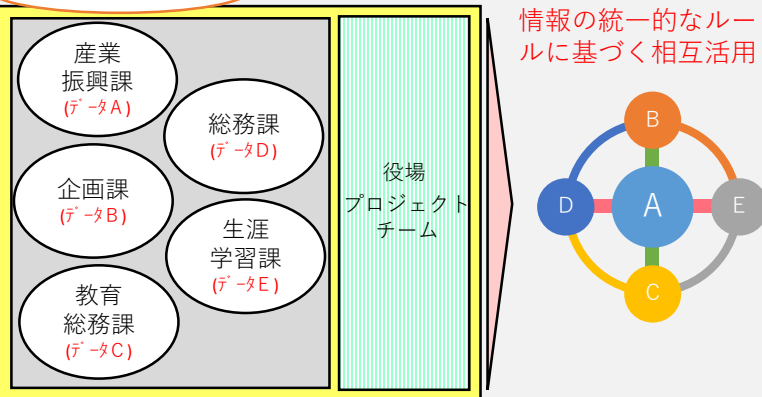 産業
振興課
(ﾃﾞｰﾀA)
総務課
(ﾃﾞｰﾀD)
企画課
(ﾃﾞｰﾀB)
生涯
学習課
(ﾃﾞｰﾀE)
教育
総務課
(ﾃﾞｰﾀC)
役場
プロジェクト
チーム
情報の統一的なルー
ルに基づく相互活用
B
D
A
E
C